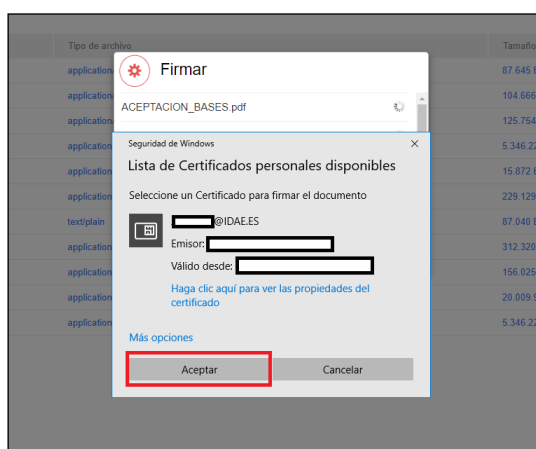 Tipo de archivo
Tamaño
Firmar
application
87.645
application
104.666
ACEPTACION_BASES.pdf
application
125.754
Seguridad de Windows
application
5.346.22
Lista de Certificados personales disponibles
application
15.872
Seleccione un Certificado para firmar el documento
application
229.129
@IDAE.ES
text/plain
87.040
Emisor:
application
312.320
Válido desde:
application
156.025
Haga clic aquí para ver las propiedades del
certificado
application
20.009.9
application
5.346.22
Más opciones
Aceptar
Cancelar